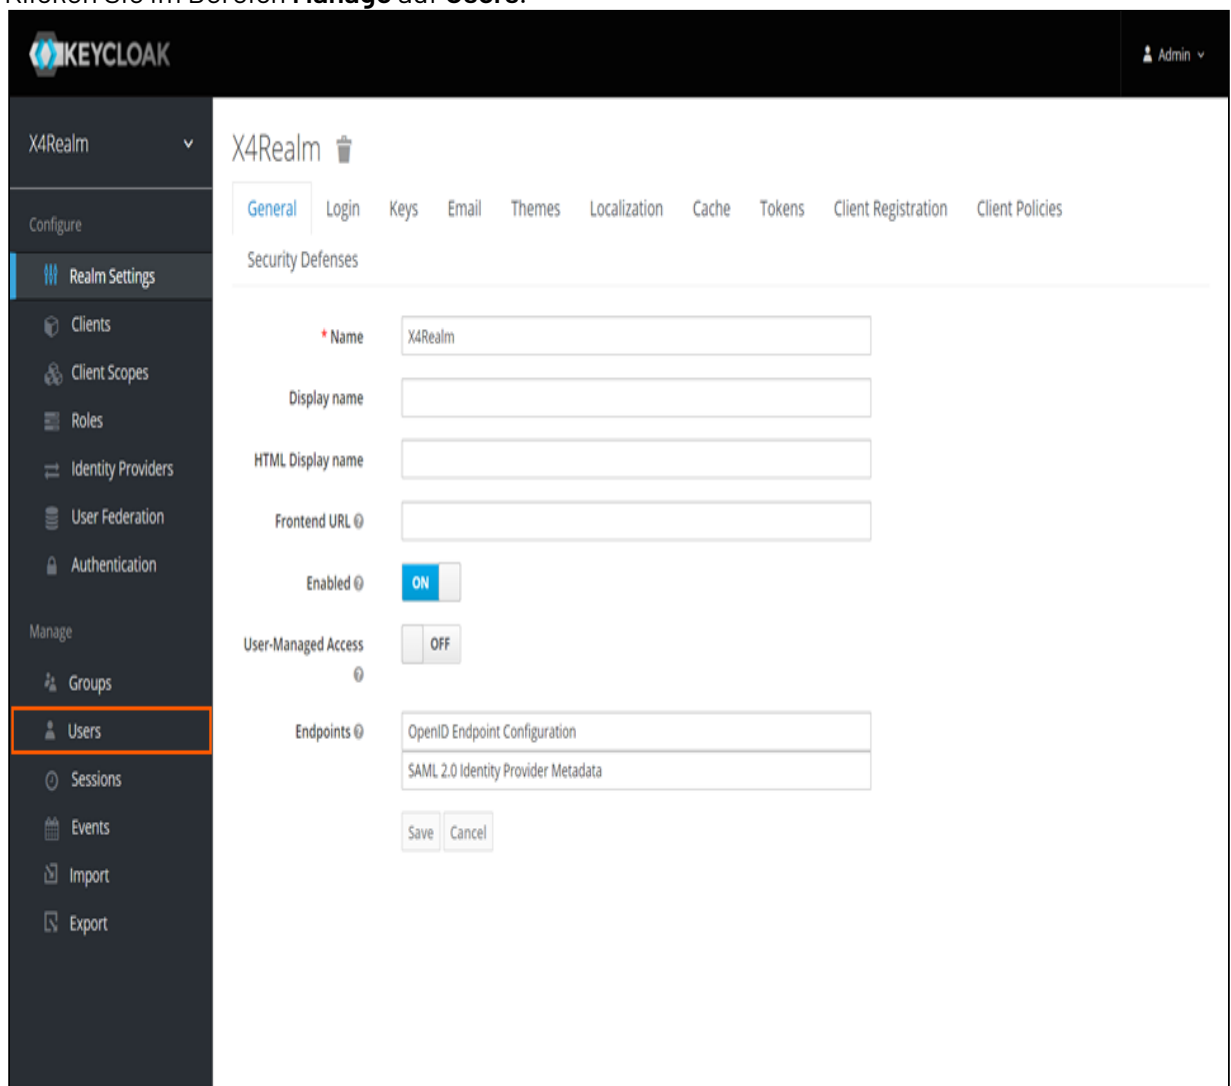 Klicken Sie im Bereich Manage auf Users.
KEYCLOAK
Admin
X4Realm
Configure
Realm Settings
Clients
Client Scopes
Roles
Identity Providers
User Federation
Authentication
Manage
Groups
Users
Sessions
Events
Import
Export
X4Realm
General Login Keys Email Themes Localization Cache Tokens Client Registration Client Policies
Security Defenses
* Name X4Realm
Display name
HTML Display name
Frontend URL
Enabled ON
User-Managed Access OFF
Endpoints OpenID Endpoint Configuration
SAML 2.0 Identity Provider Metadata
Save Cancel